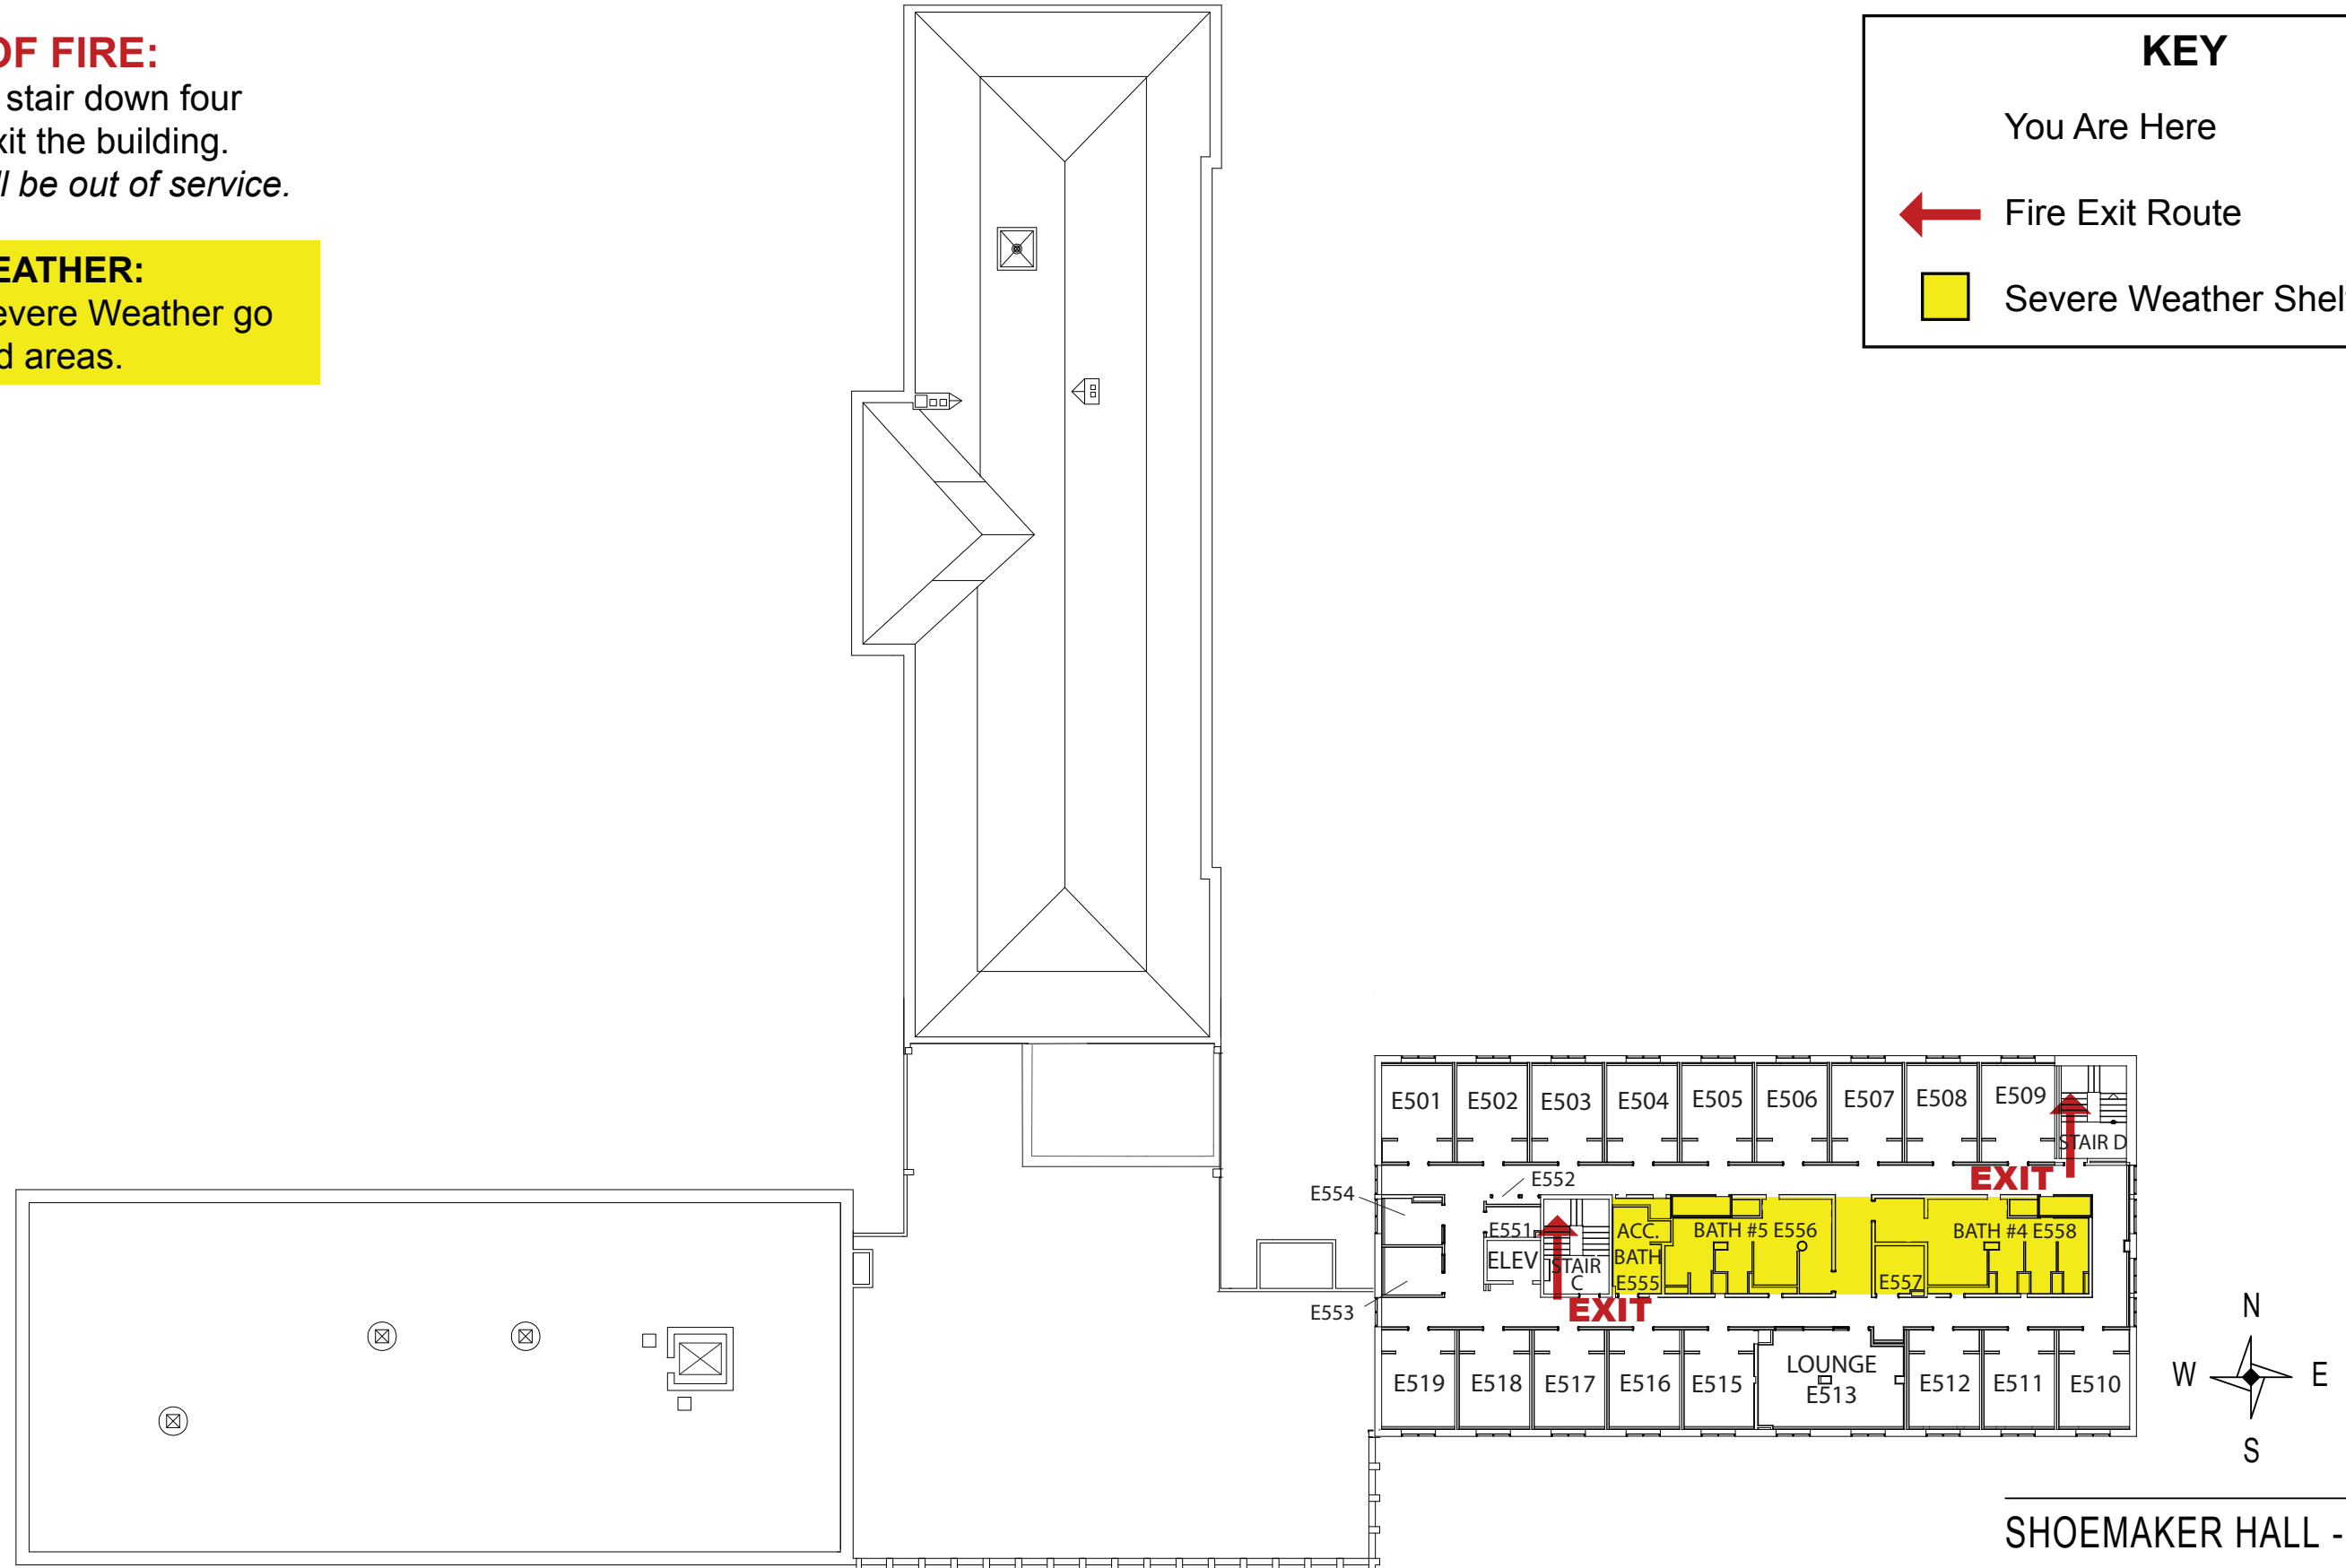 OF FIRE:
stair down four
xit the building.
ll be out of service.
EATHER:
evere Weather go
d areas.
KEY
You Are Here
Fire Exit Route
Severe Weather Shel
E501 E502 E503 E504 E505 E506 E507 E508 E509
STAIR D
EXIT
E552
E554
E551
ELEV
STAIR
C
ACC.
BATH
E555
BATH #5 E556
BATH #4 E558
E557
E553
EXIT
E519 E518 E517 E516 E515
LOUNGE
E513
E512 E511 E510
N
W E
S
SHOEMAKER HALL -